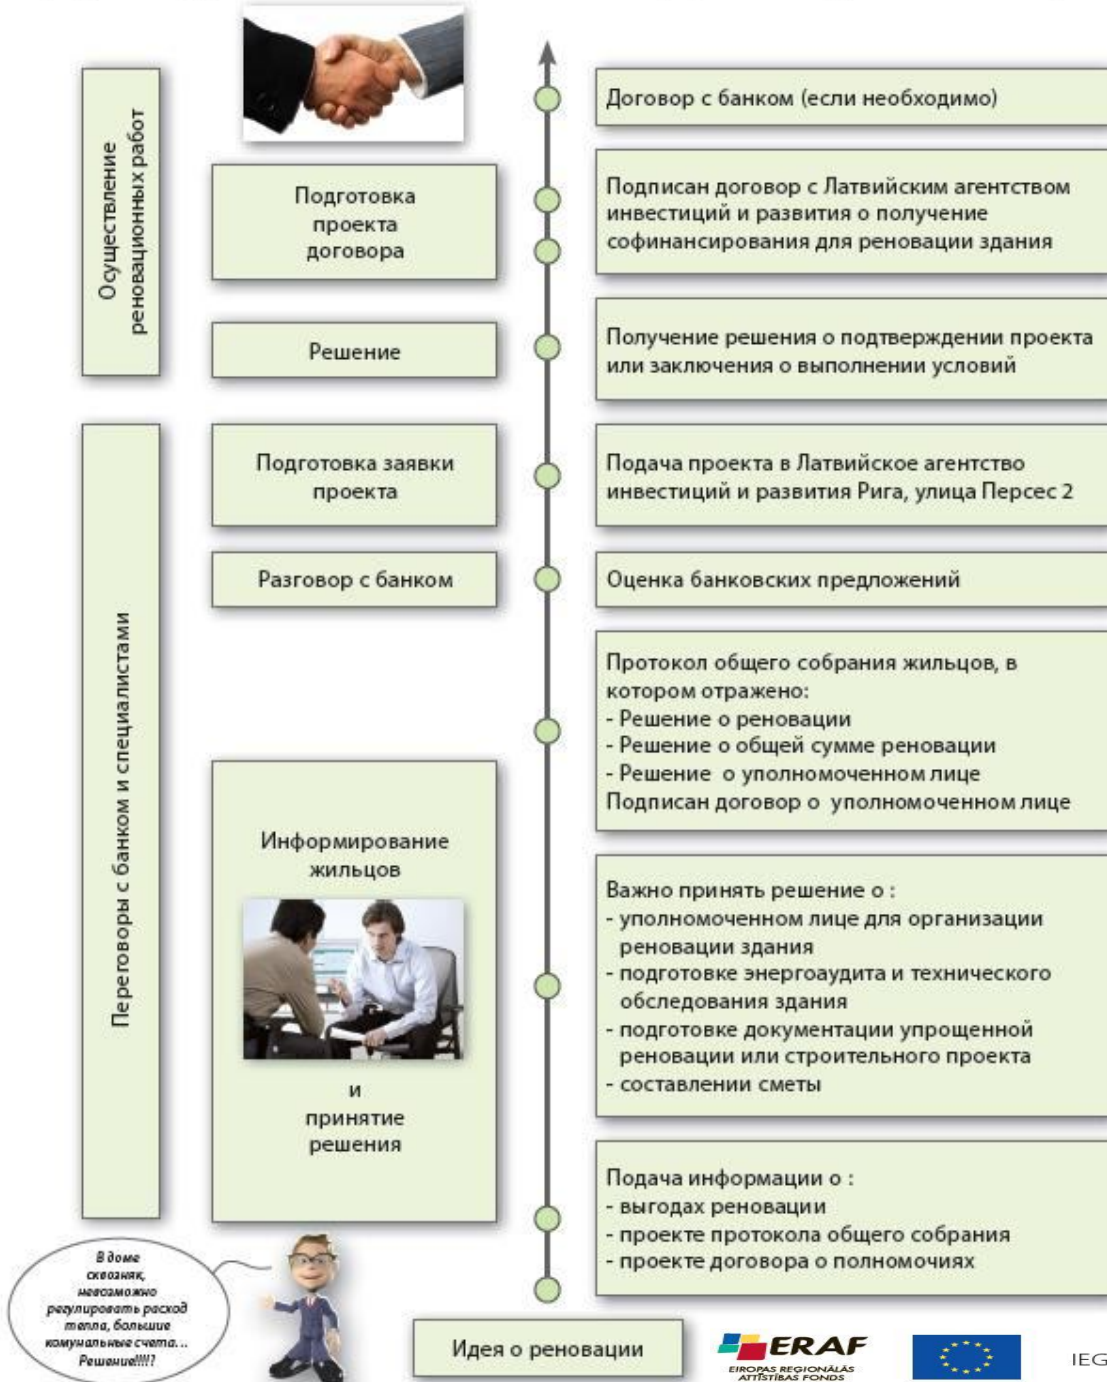 Осуществление
реновационных работ
Подготовка
проекта
договора
Решение
Договор с банком (если необходимо)
Подписан договор с Латвийским агентством
инвестиций и развития о получение
софинансирования для реновации здания
Получение решения о подтверждении проекта
или заключения о выполнении условий
Переговоры с банком и специалистами
Подготовка заявки
проекта
Подача проекта в Латвийское агентство
инвестиций и развития Рига, улица Персес 2
Разговор с банком
Оценка банковских предложений
Протокол общего собрания жильцов, в
котором отражено:
- Решение о реновации
- Решение о общей сумме реновации
- Решение о уполномоченном лице
Подписан договор о уполномоченном лице
Информирование
жильцов
и
принятие
решения
Важно принять решение о :
- уполномоченном лице для организации
реновации здания
- подготовке энергоаудита и технического
обследования здания
- подготовке документации упрощенной
реновации или строительного проекта
- составлении сметы
Подача информации о :
- выгодах реновации
- проекте протокола общего собрания
- проекте договора о полномочиях
В доме
сквозняк,
невозможно
регулировать расход
тепла, большие
комунальные счета...
Решение!!!!?
Идея о реновации
ERAF
EIROPAS REGIONĀLĀS
ATTĪSTĪBAS FONDS
IEG